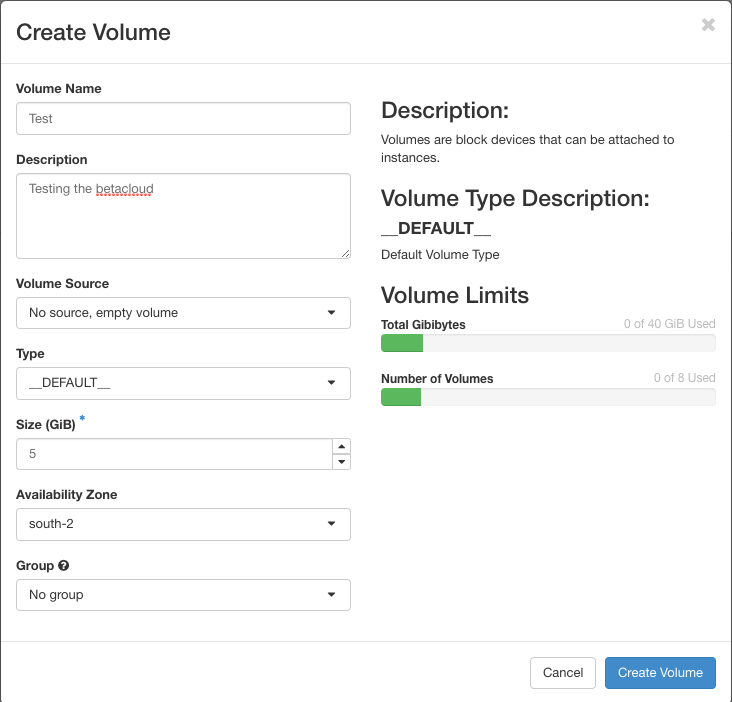 Create Volume
Volume Name
Test
Description
Testing the betacloud
Volume Source
No source, empty volume
Type
__DEFAULT__
Size (GiB) *
5
Availability Zone
south-2
Group
No group
Description:
Volumes are block devices that can be attached to
instances.
Volume Type Description:
__DEFAULT__
Default Volume Type
Volume Limits
Total Gibibytes 0 of 40 GiB Used
Number of Volumes 0 of 8 Used
Cancel Create Volume